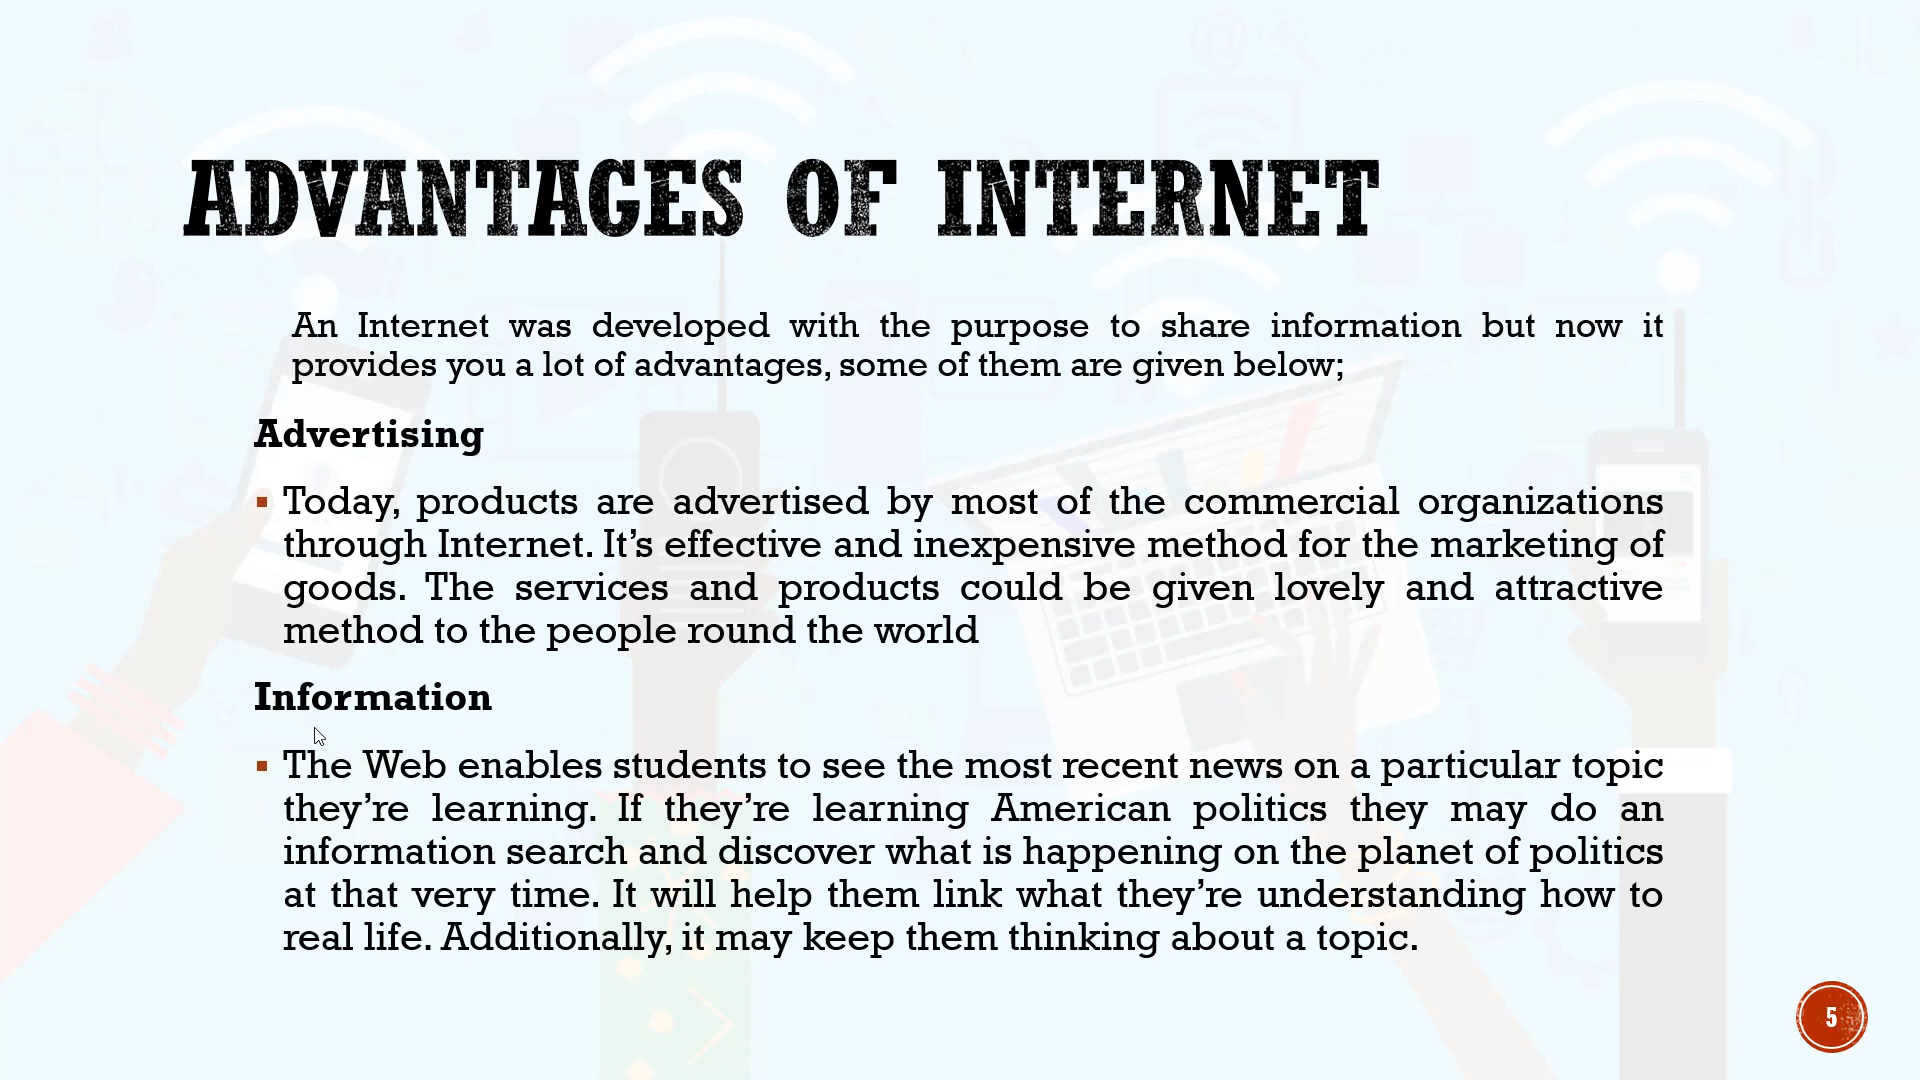 ADVANTAGES OF INTERNET
An Internet was developed with the purpose to share information but now it
provides you a lot of advantages, some of them are given below;
Advertising
▪ Today, products are advertised by most of the commercial organizations
through Internet. It’s effective and inexpensive method for the marketing of
goods. The services and products could be given lovely and attractive
method to the people round the world
Information
▪ The Web enables students to see the most recent news on a particular topic
they’re learning. If they’re learning American politics they may do an
information search and discover what is happening on the planet of politics
at that very time. It will help them link what they’re understanding how to
real life. Additionally, it may keep them thinking about a topic.
5